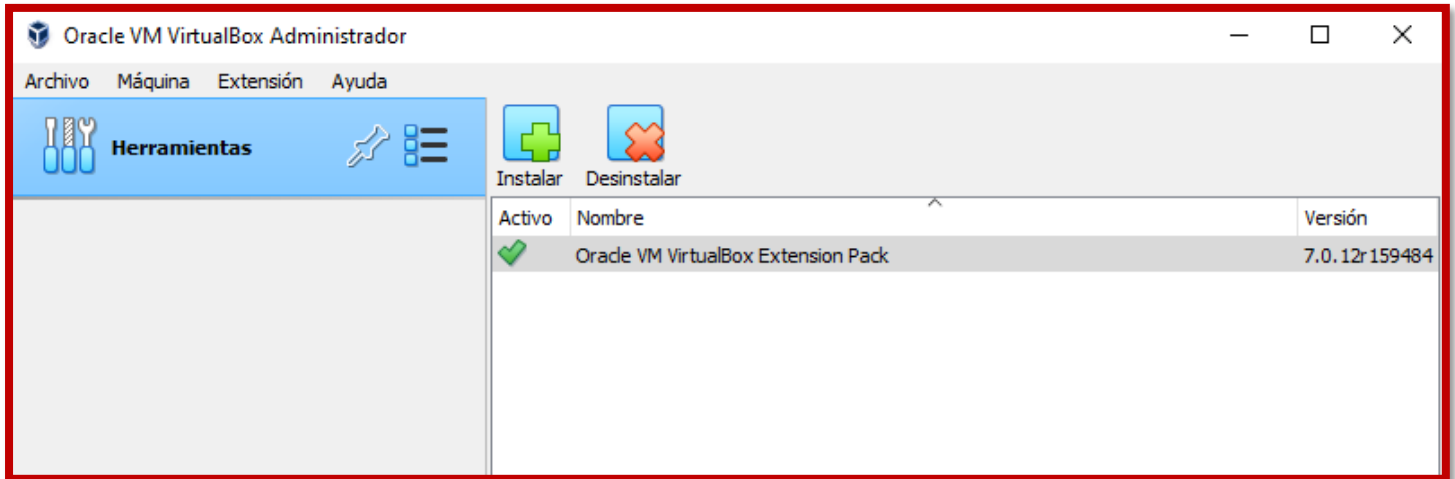 Oracle VM VirtualBox Administrador
Archivo Máquina Extensión Ayuda
Herramientas
Instalar Desinstalar
Activo Nombre Versión
Oracle VM VirtualBox Extension Pack 7.0.12r159484